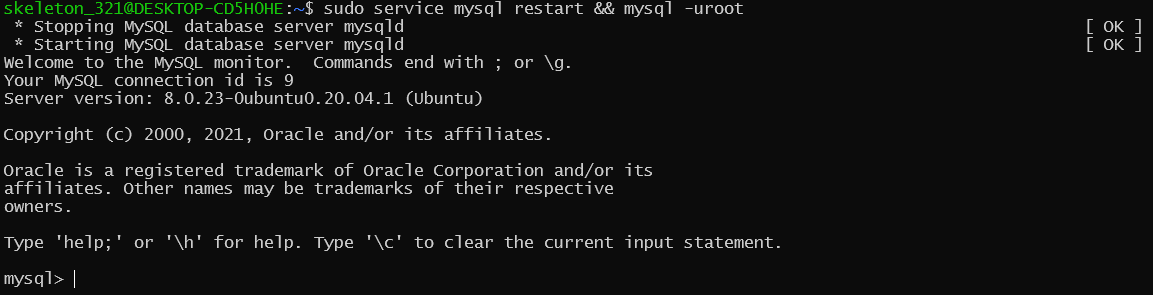 skeleton_321@DESKTOP-CD5H0HE:~$ sudo service mysql restart && mysql -uroot
 * Stopping MySQL database server mysqld [ OK ]
 * Starting MySQL database server mysqld [ OK ]
Welcome to the MySQL monitor.  Commands end with ; or \g.
Your MySQL connection id is 9
Server version: 8.0.23-0ubuntu0.20.04.1 (Ubuntu)

Copyright (c) 2000, 2021, Oracle and/or its affiliates.

Oracle is a registered trademark of Oracle Corporation and/or its
affiliates. Other names may be trademarks of their respective
owners.

Type 'help;' or '\h' for help. Type '\c' to clear the current input statement.

mysql>